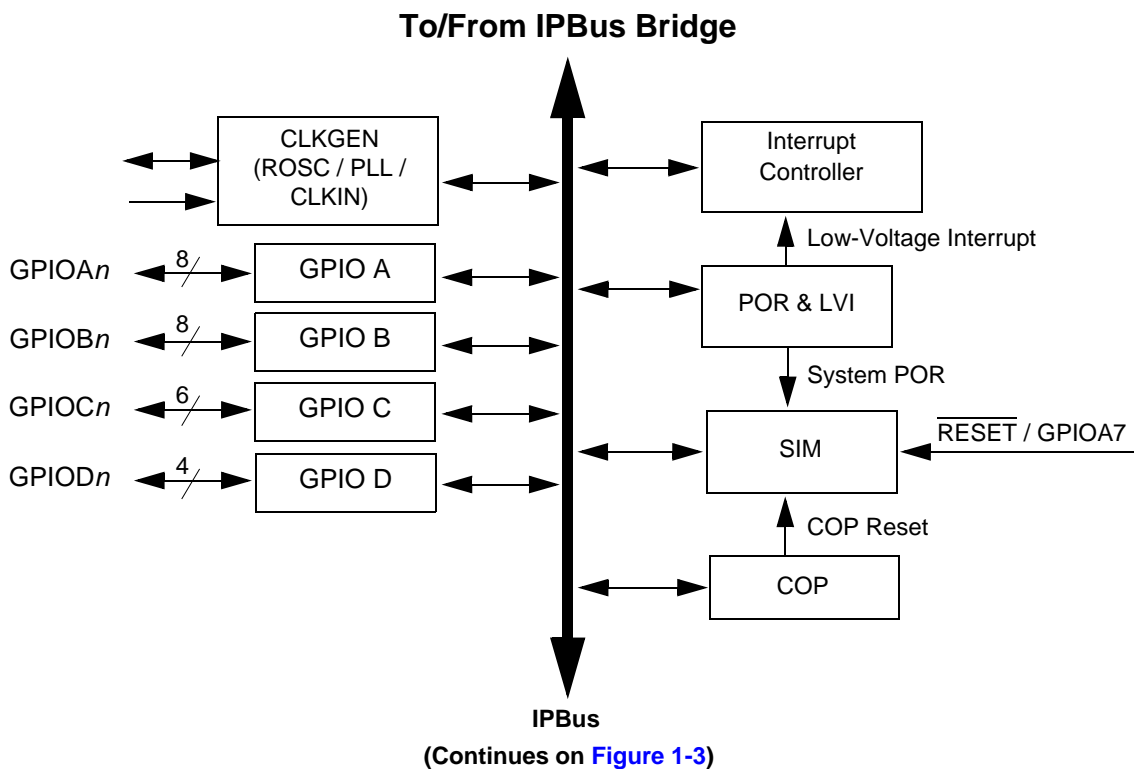 To/From IPBus Bridge
CLKGEN
(ROSC / PLL /
CLKIN)
Interrupt
Controller
Low-Voltage Interrupt
GPIOAn
8
GPIO A
POR & LVI
GPIOBn
8
GPIO B
System POR
GPIOCn
6
GPIO C
SIM
RESET / GPIOA7
GPIODn
4
GPIO D
COP Reset
COP
IPBus
(Continues on Figure 1-3)